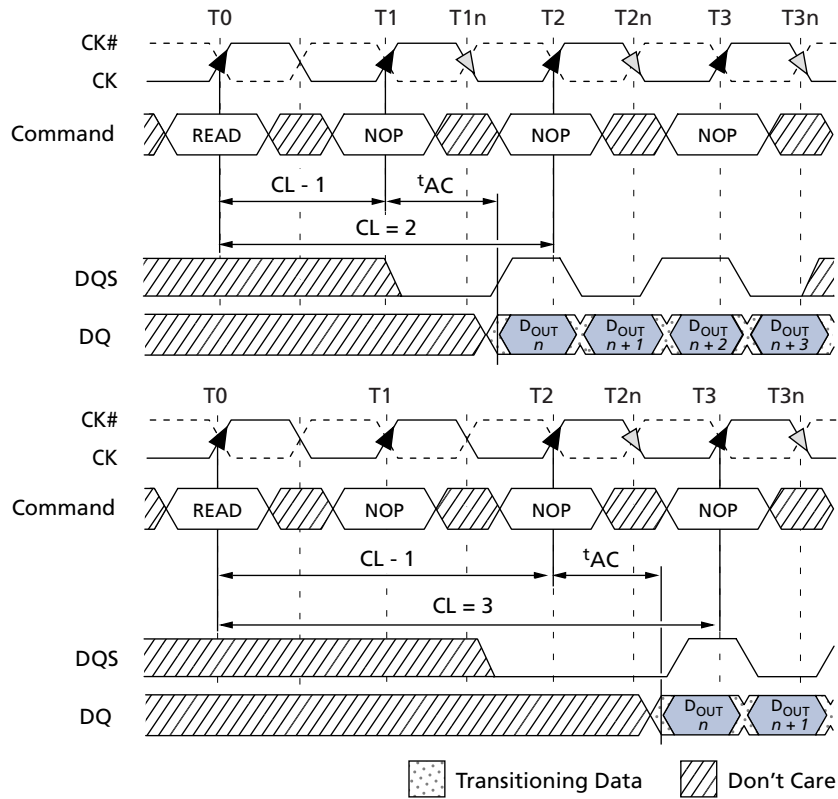 T0 T1 T1n T2 T2n T3 T3n
CK#
CK
Command READ NOP NOP NOP
CL - 1 tAC
CL = 2
DQS
DQ DOUT n DOUT n + 1 DOUT n + 2 DOUT n + 3
T0 T1 T2 T2n T3 T3n
CK#
CK
Command READ NOP NOP NOP
CL - 1 tAC
CL = 3
DQS
DQ DOUT n DOUT n + 1
Transitioning Data Don't Care